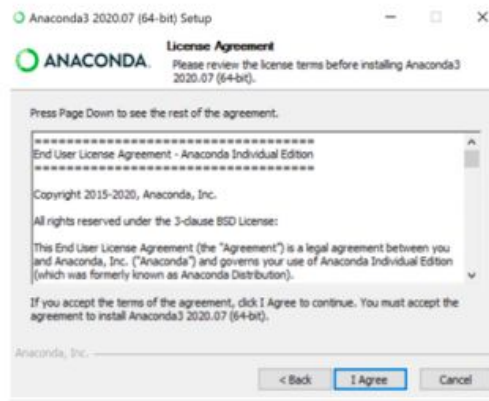 Anaconda3 2020.07 (64-bit) Setup
ANACONDA.
License Agreement
Please review the license terms before installing Anaconda3
2020.07 (64-bit).
Press Page Down to see the rest of the agreement.
====================================
End User License Agreement - Anaconda Individual Edition
====================================
Copyright 2015-2020, Anaconda, Inc.
All rights reserved under the 3-clause BSD License:
This End User License Agreement (the "Agreement") is a legal agreement between you
and Anaconda, Inc. ("Anaconda") and governs your use of Anaconda Individual Edition
(which was formerly known as Anaconda Distribution).
If you accept the terms of the agreement, click I Agree to continue. You must accept the
agreement to install Anaconda3 2020.07 (64-bit).
Anaconda, Inc.
< Back
I Agree
Cancel